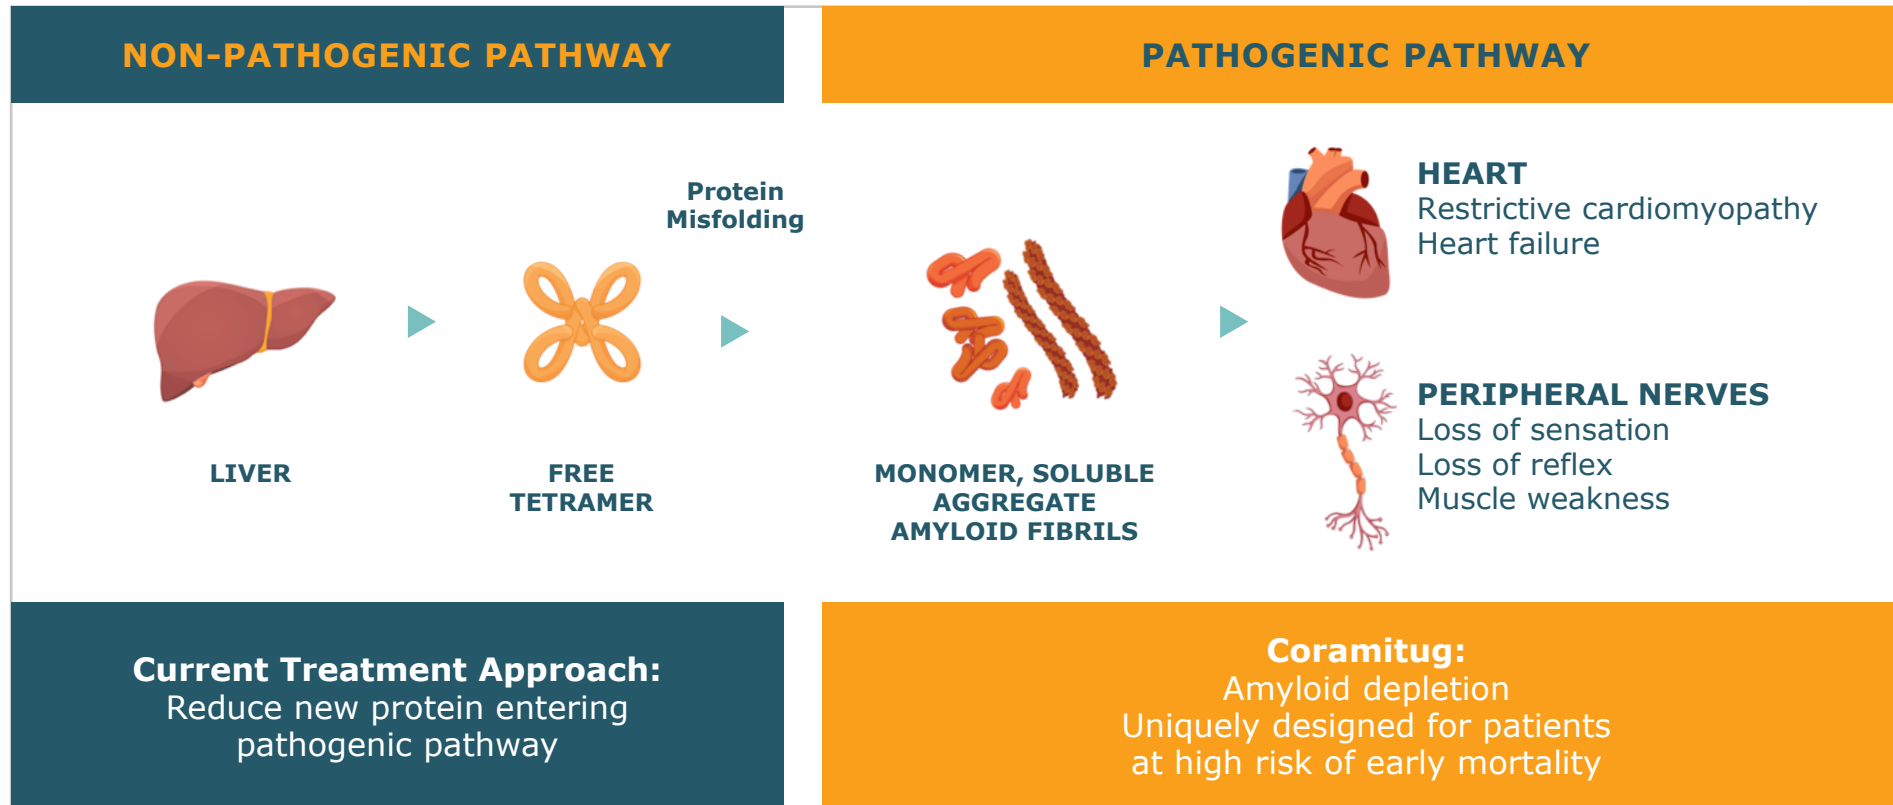 NON-PATHOGENIC PATHWAY
PATHOGENIC PATHWAY
Protein
Misfolding
LIVER
FREE
TETRAMER
MONOMER, SOLUBLE
AGGREGATE
AMYLOID FIBRILS
HEART
Restrictive cardiomyopathy
Heart failure
PERIPHERAL NERVES
Loss of sensation
Loss of reflex
Muscle weakness
Current Treatment Approach:
Reduce new protein entering
pathogenic pathway
Coramitug:
Amyloid depletion
Uniquely designed for patients
at high risk of early mortality